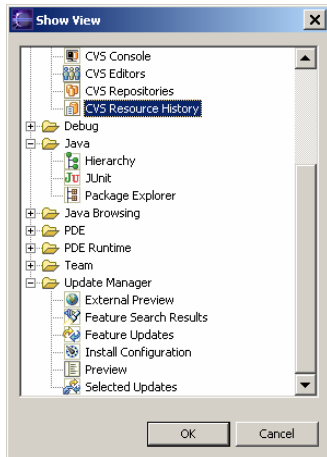 Show View
CVS Console
CVS Editors
CVS Repositories
CVS Resource History
Debug
Java
Hierarchy
JUnit
Package Explorer
Java Browsing
PDE
PDE Runtime
Team
Update Manager
External Preview
Feature Search Results
Feature Updates
Install Configuration
Preview
Selected Updates
OK Cancel